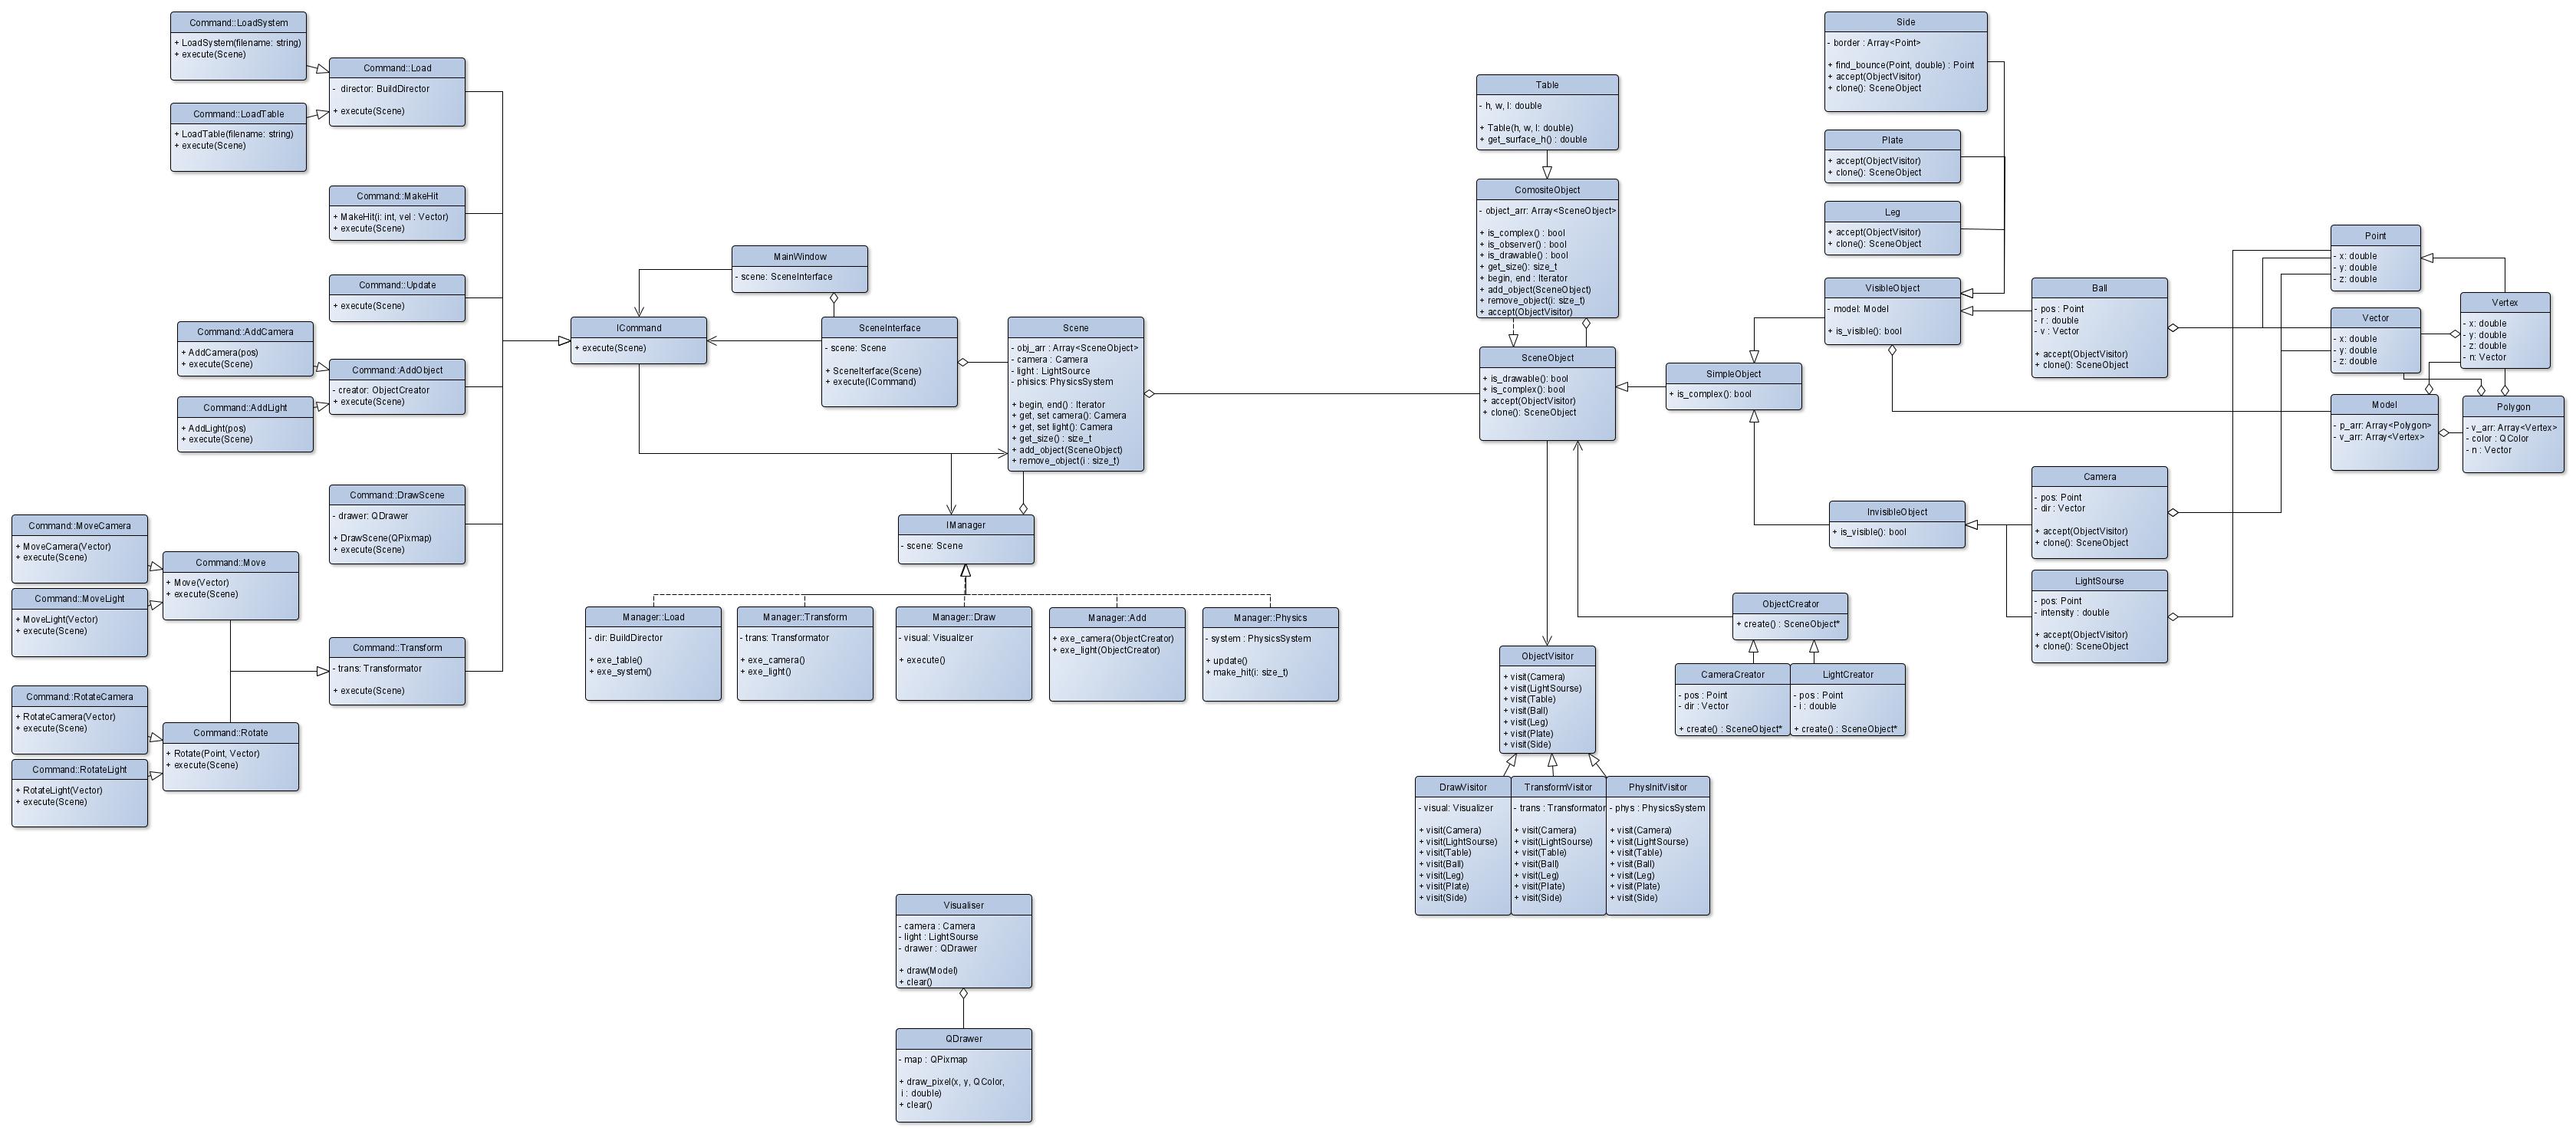 Command::LoadSystem
+ LoadSystem(filename: string)
+ execute(Scene)
Command::LoadTable
+ LoadTable(filename: string)
+ execute(Scene)
Command::Load
- director: BuildDirector
+ execute(Scene)
Command::MakeHit
+ MakeHit(i: int, vel : Vector)
+ execute(Scene)
Command::Update
+ execute(Scene)
Command::AddCamera
+ AddCamera(pos)
+ execute(Scene)
Command::AddLight
+ AddLight(pos)
+ execute(Scene)
Command::AddObject
- creator: ObjectCreator
+ execute(Scene)
Command::DrawScene
- drawer: QDrawer
+ DrawScene(QPixmap)
+ execute(Scene)
Command::MoveCamera
+ MoveCamera(Vector)
+ execute(Scene)
Command::MoveLight
+ MoveLight(Vector)
+ execute(Scene)
Command::Move
+ Move(Vector)
+ execute(Scene)
Command::Transform
- trans: Transformator
+ execute(Scene)
Command::RotateCamera
+ RotateCamera(Vector)
+ execute(Scene)
Command::RotateLight
+ RotateLight(Vector)
+ execute(Scene)
Command::Rotate
+ Rotate(Point, Vector)
+ execute(Scene)
MainWindow
- scene: SceneInterface
ICommand
+ execute(Scene)
SceneInterface
- scene: Scene
+ SceneIterface(Scene)
+ execute(ICommand)
Scene
- obj_arr : Array<SceneObject>
- camera : Camera
- light : LightSource
- phisics: PhysicsSystem
+ begin, end() : Iterator
+ get, set camera(): Camera
+ get, set light(): Camera
+ get_size() : size_t
+ add_object(SceneObject)
+ remove_object(i : size_t)
IManager
- scene: Scene
Manager::Load
- dir: BuildDirector
+ exe_table()
+ exe_system()
Manager::Transform
- trans: Transformator
+ exe_camera()
+ exe_light()
Manager::Draw
- visual: Visualizer
+ execute()
Manager::Add
+ exe_camera(ObjectCreator)
+ exe_light(ObjectCreator)
Manager::Physics
- system : PhysicsSystem
+ update()
+ make_hit(i: size_t)
Visualiser
- camera : Camera
- light : LightSourse
- drawer : QDrawer
+ draw(Model)
+ clear()
QDrawer
- map : QPixmap
+ draw_pixel(x, y, QColor,
i : double)
+ clear()
Table
- h, w, l: double
+ Table(h, w, l: double)
+ get_surface_h() : double
ComositeObject
- object_arr: Array<SceneObject>
+ is_complex() : bool
+ is_observer() : bool
+ is_drawable() : bool
+ get_size(): size_t
+ begin, end : Iterator
+ add_object(SceneObject)
+ remove_object(i: size_t)
+ accept(ObjectVisitor)
SceneObject
+ is_drawable(): bool
+ is_complex(): bool
+ accept(ObjectVisitor)
+ clone(): SceneObject
SimpleObject
+ is_complex(): bool
Side
- border : Array<Point>
+ find_bounce(Point, double) : Point
+ accept(ObjectVisitor)
+ clone(): SceneObject
Plate
+ accept(ObjectVisitor)
+ clone(): SceneObject
Leg
+ accept(ObjectVisitor)
+ clone(): SceneObject
VisibleObject
- model: Model
+ is_visible(): bool
InvisibleObject
+ is_visible(): bool
Ball
- pos : Point
- r : double
- v : Vector
+ accept(ObjectVisitor)
+ clone(): SceneObject
Camera
- pos: Point
- dir : Vector
+ accept(ObjectVisitor)
+ clone(): SceneObject
LightSourse
- pos: Point
- intensity : double
+ accept(ObjectVisitor)
+ clone(): SceneObject
Point
- x: double
- y: double
- z: double
Vector
- x: double
- y: double
- z: double
Vertex
- x: double
- y: double
- z: double
- n: Vector
Model
- p_arr: Array<Polygon>
- v_arr: Array<Vertex>
Polygon
- v_arr: Array<Vertex>
- color : QColor
- n : Vector
ObjectCreator
+ create() : SceneObject*
CameraCreator
- pos : Point
- dir : Vector
+ create() : SceneObject*
LightCreator
- pos : Point
- i : double
+ create() : SceneObject*
ObjectVisitor
+ visit(Camera)
+ visit(LightSourse)
+ visit(Table)
+ visit(Ball)
+ visit(Leg)
+ visit(Plate)
+ visit(Side)
DrawVisitor
- visual: Visualizer
+ visit(Camera)
+ visit(LightSourse)
+ visit(Table)
+ visit(Ball)
+ visit(Leg)
+ visit(Plate)
+ visit(Side)
TransformVisitor
- trans : Transformator
+ visit(Camera)
+ visit(LightSourse)
+ visit(Table)
+ visit(Ball)
+ visit(Leg)
+ visit(Plate)
+ visit(Side)
PhysInitVisitor
- phys : PhysicsSystem
+ visit(Camera)
+ visit(LightSourse)
+ visit(Table)
+ visit(Ball)
+ visit(Leg)
+ visit(Plate)
+ visit(Side)